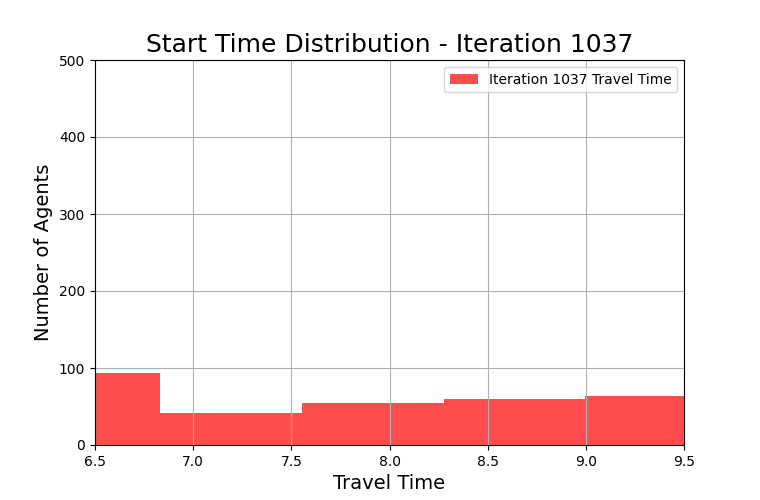 Start Time Distribution - Iteration 1037
Iteration 1037 Travel Time
500
400
300
200
100
0
Number of Agents
6.5 7.0 7.5 8.0 8.5 9.0 9.5
Travel Time